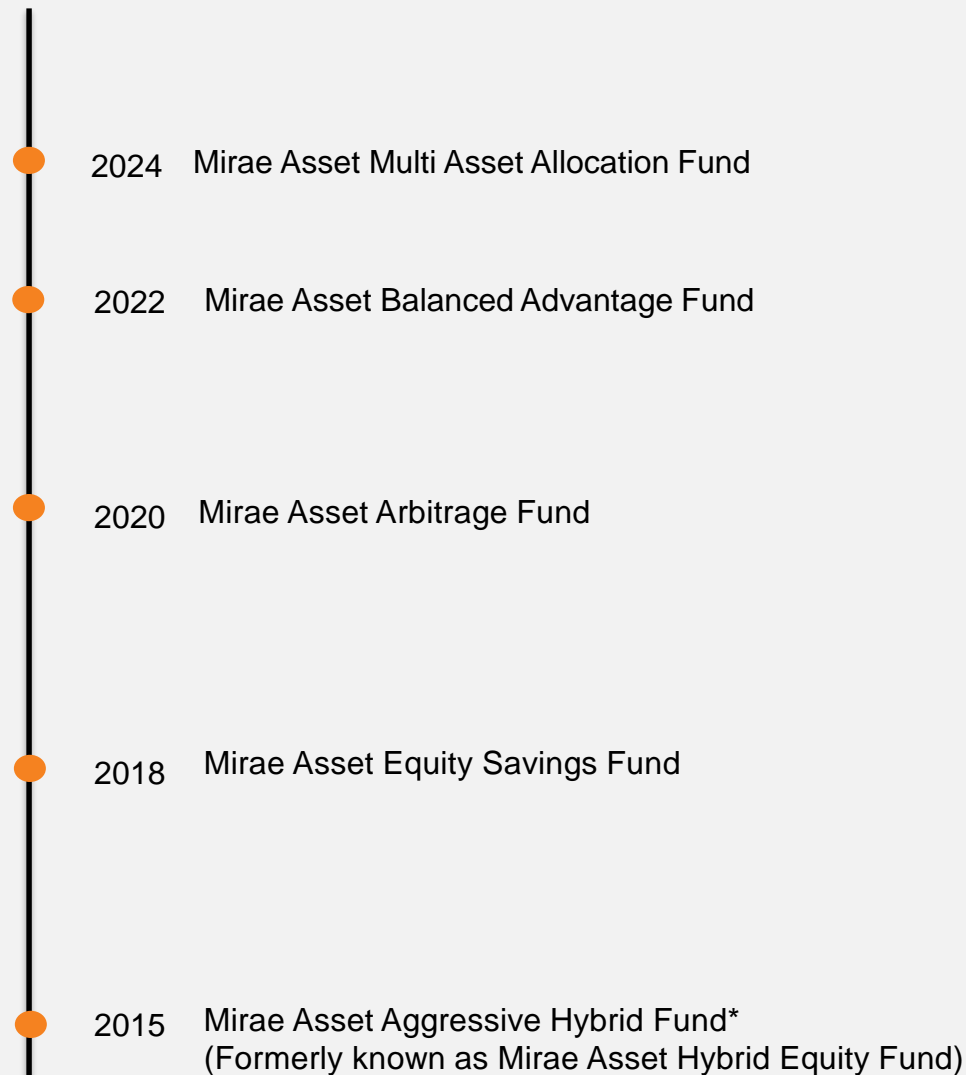 2024 Mirae Asset Multi Asset Allocation Fund
2022 Mirae Asset Balanced Advantage Fund
2020 Mirae Asset Arbitrage Fund
2018 Mirae Asset Equity Savings Fund
2015 Mirae Asset Aggressive Hybrid Fund*
(Formerly known as Mirae Asset Hybrid Equity Fund)